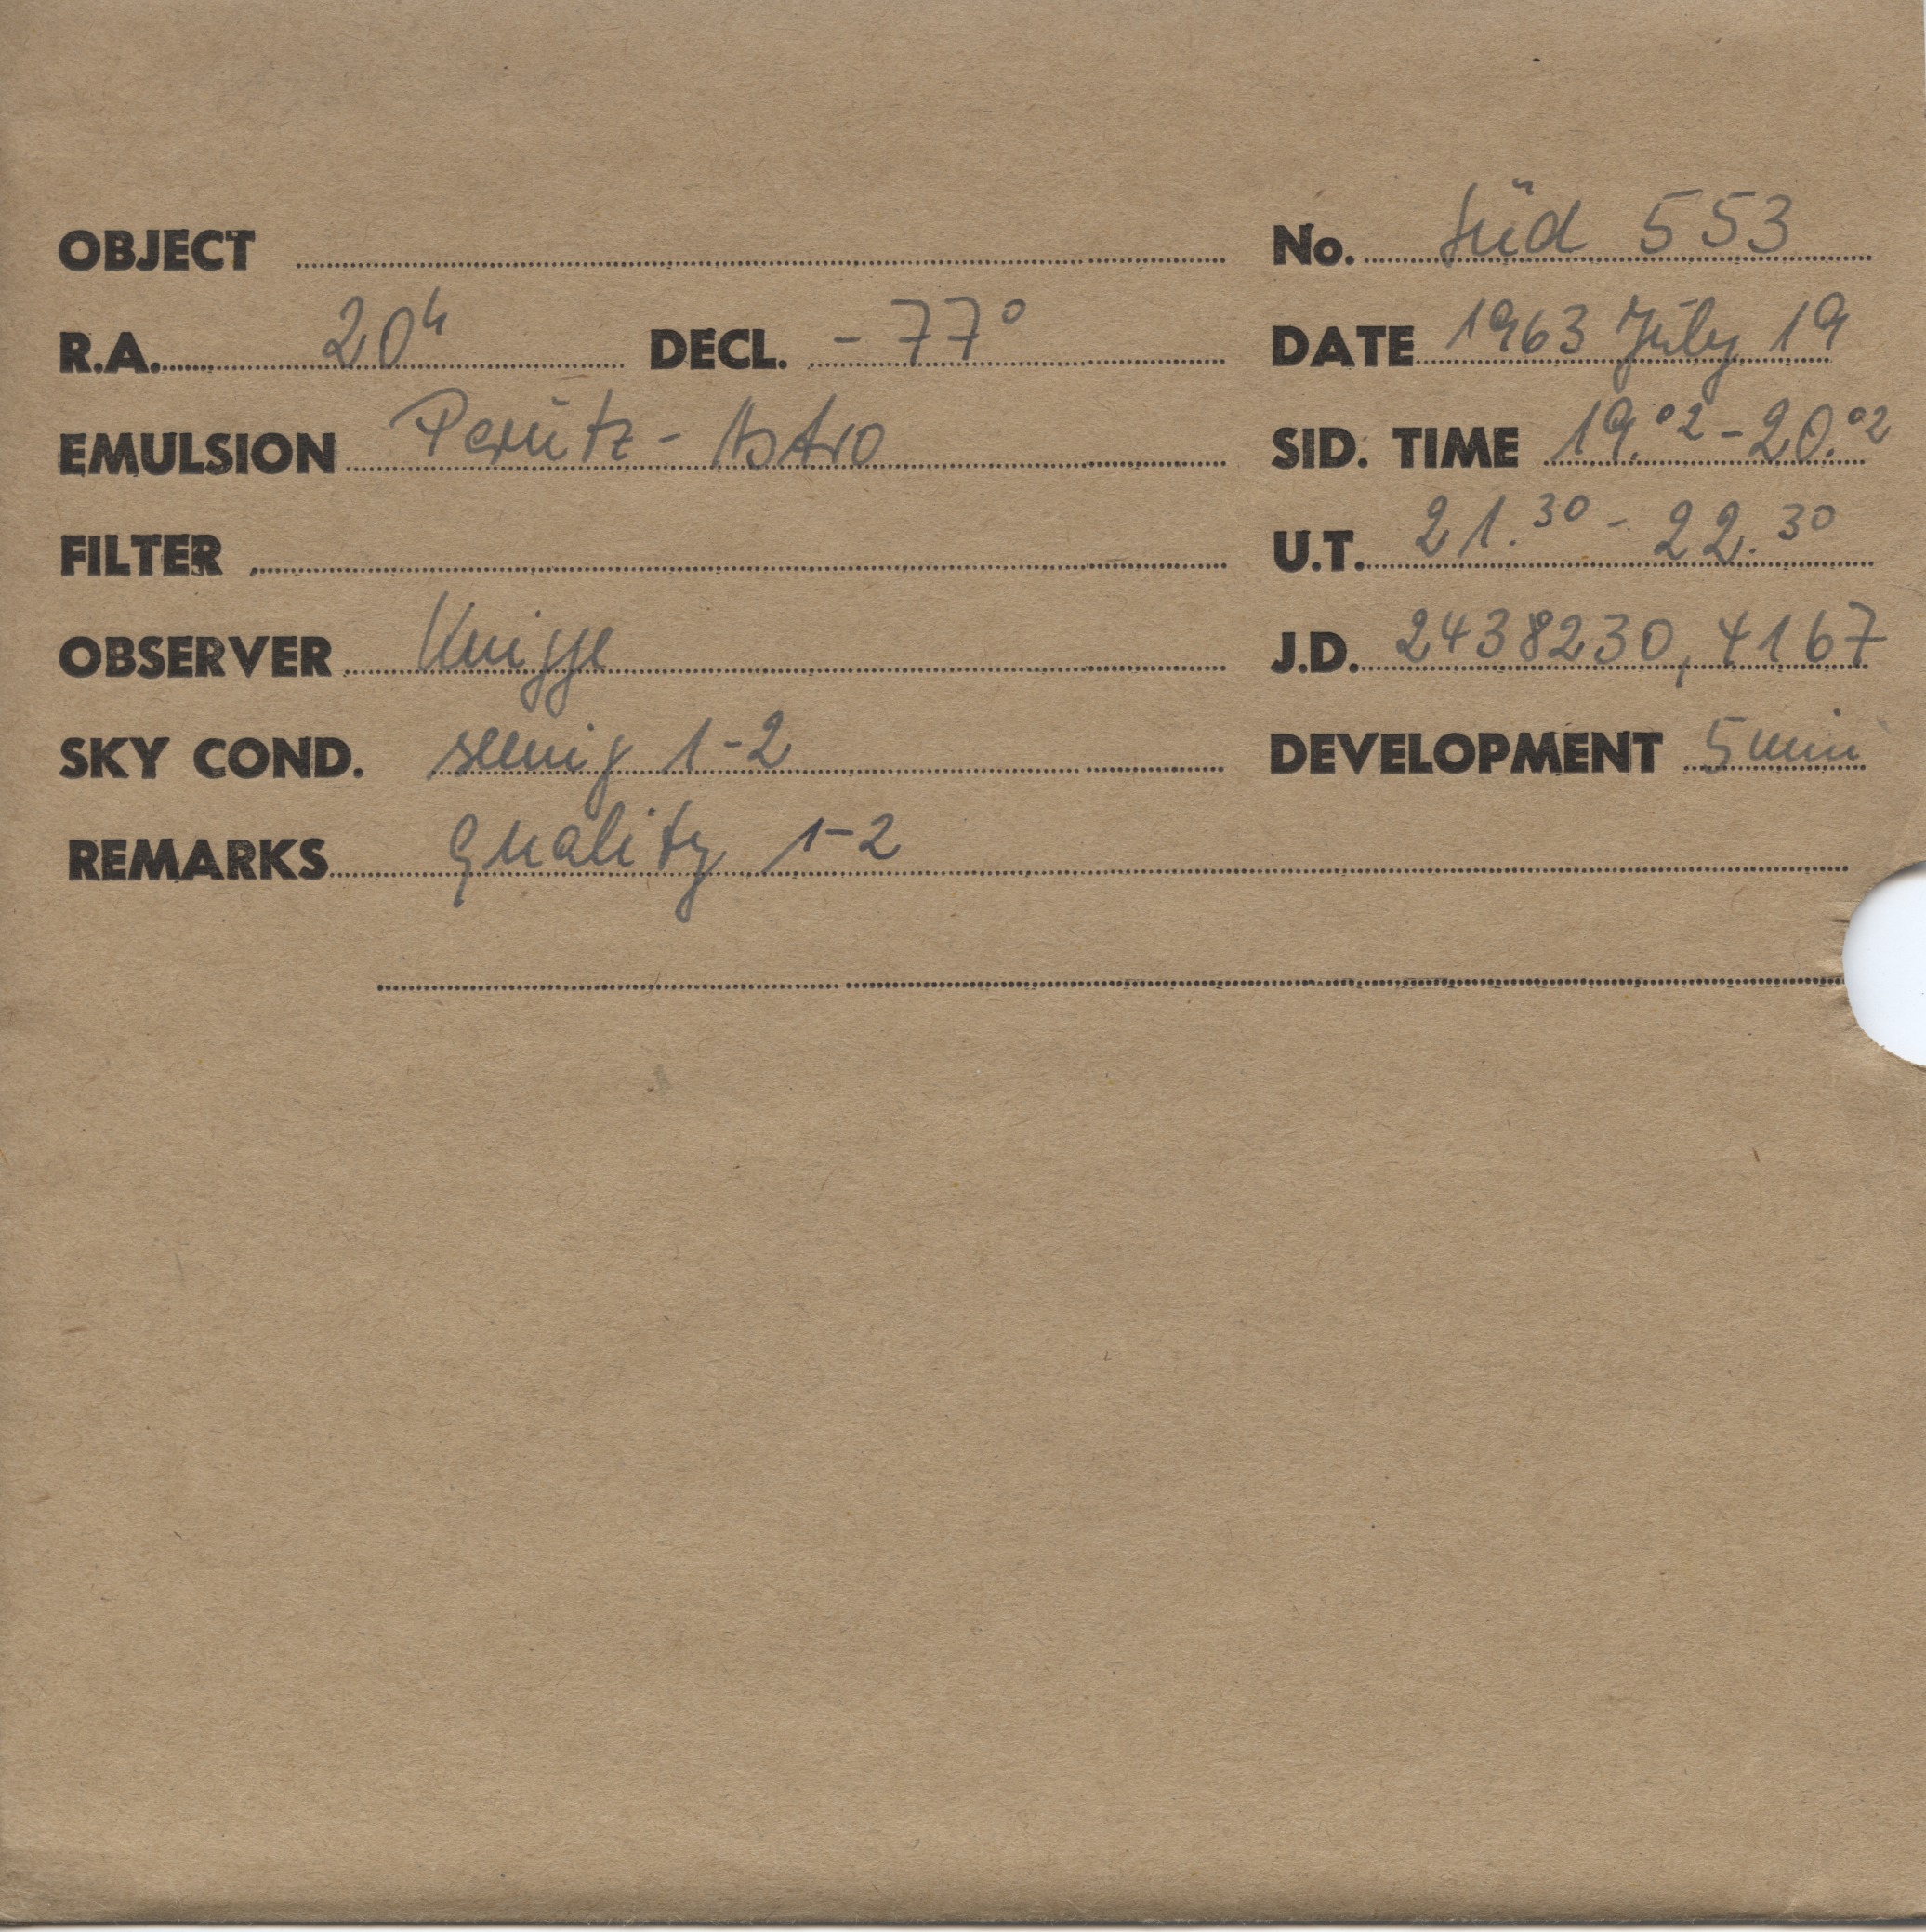 OBJECT No. Süd 553
R.A. 20h DECL. -77° DATE 1963 July 19
EMULSION Perutz-Astro SID. TIME 19.02-20.02
FILTER U.T. 21.30 - 22.30
OBSERVER Knigge J.D. 2438230,4167
SKY COND. seeing 1-2 DEVELOPMENT 5 min
REMARKS Quality 1-2